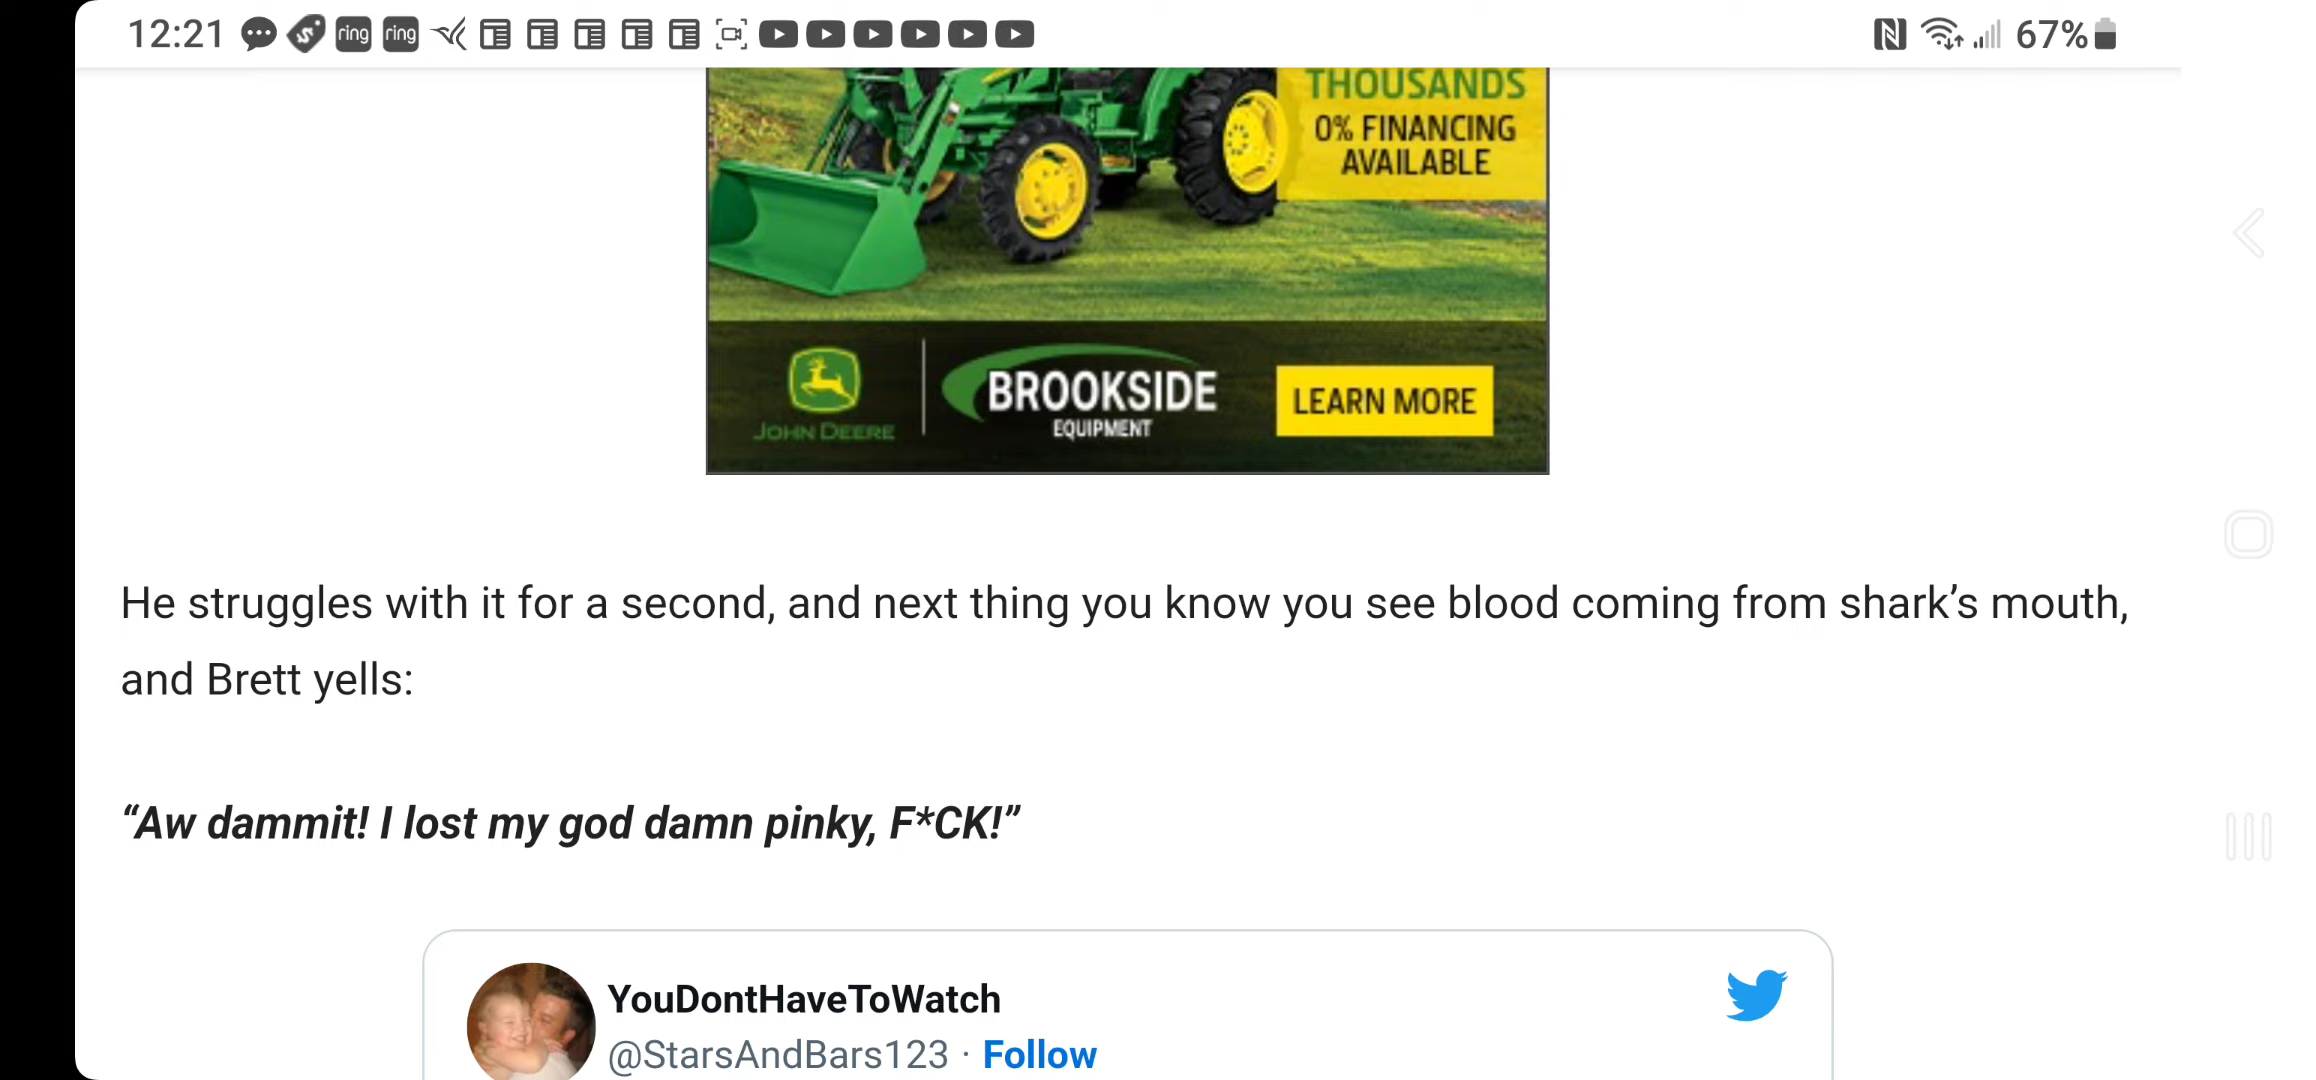 12:21
ring ring
67%
THOUSANDS
0% FINANCING
AVAILABLE
JOHN DEERE
BROOKSIDE
EQUIPMENT
LEARN MORE
He struggles with it for a second, and next thing you know you see blood coming from shark’s mouth,
and Brett yells:
“Aw dammit! I lost my god damn pinky, F*CK!”
YouDontHaveToWatch
@StarsAndBars123 · Follow